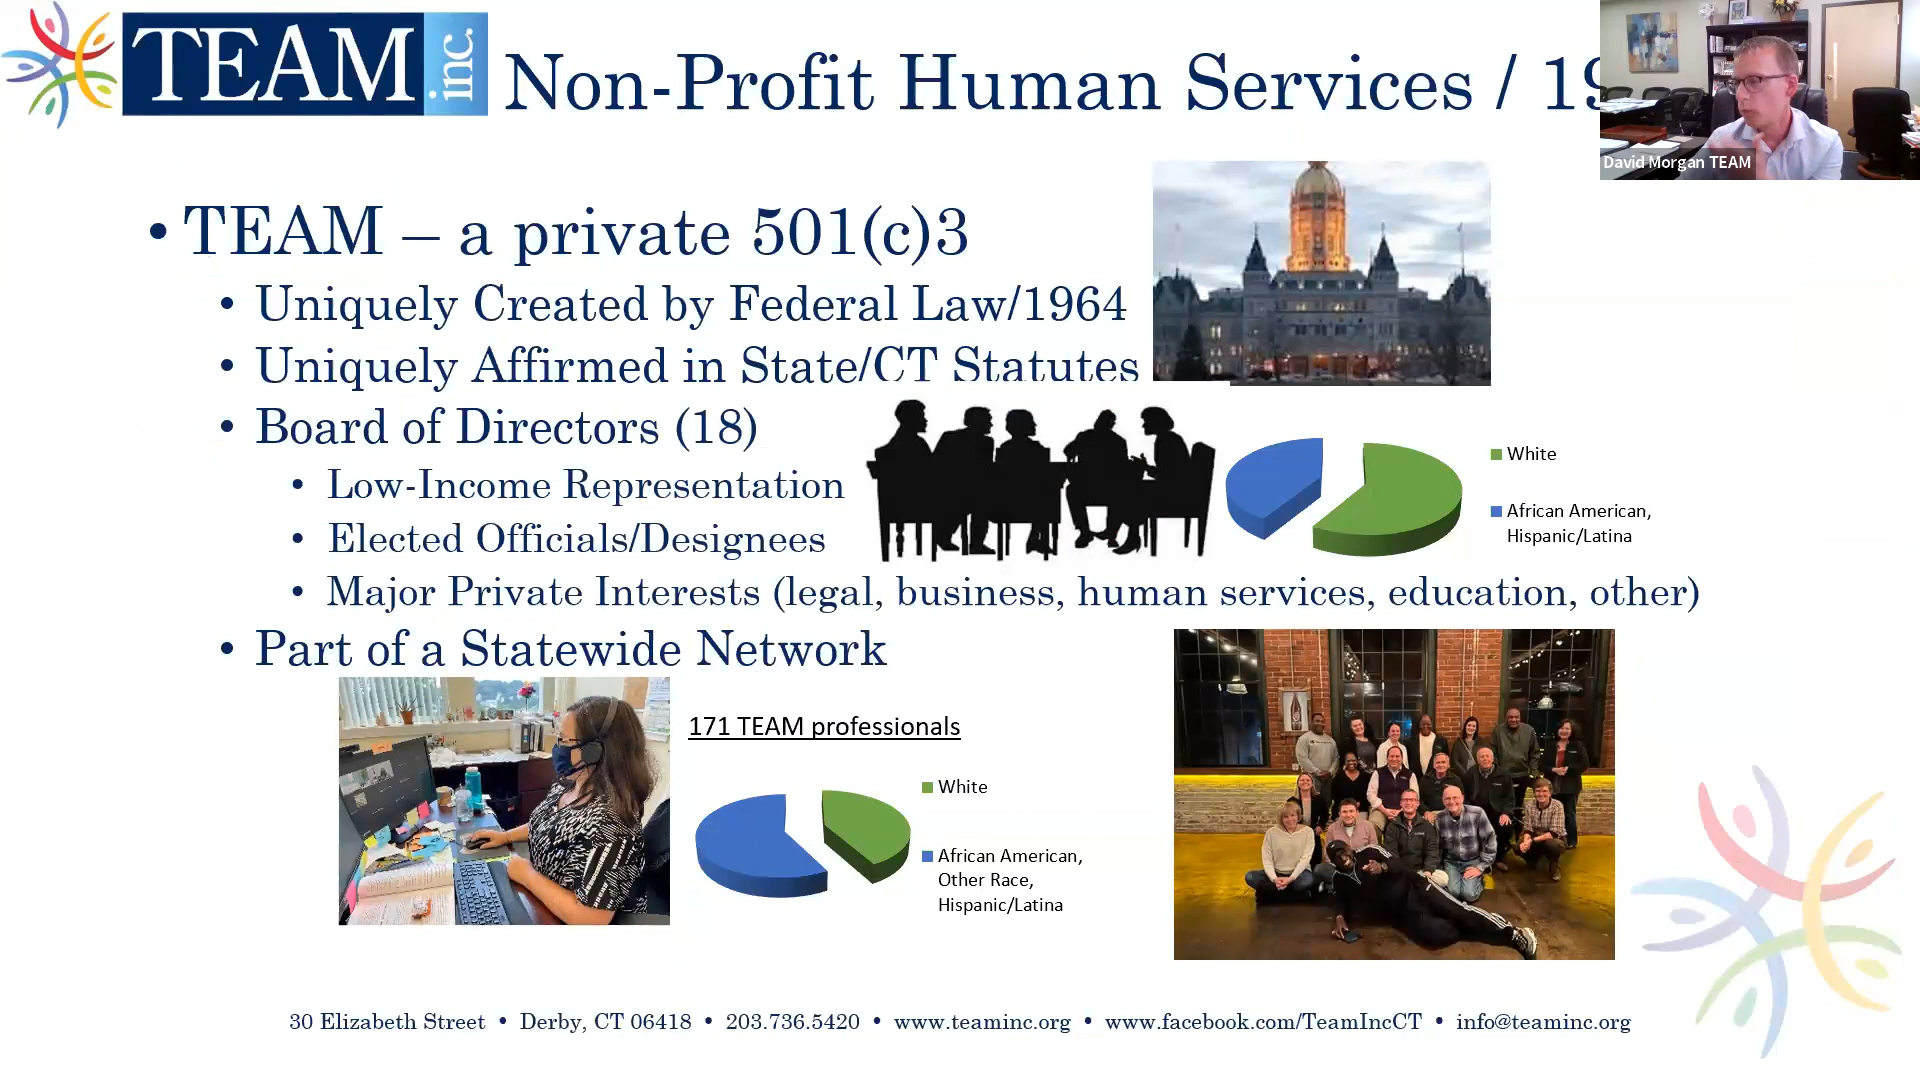 TEAM inc. Non-Profit Human Services / 19
David Morgan TEAM
• TEAM – a private 501(c)3
• Uniquely Created by Federal Law/1964
• Uniquely Affirmed in State/CT Statutes
• Board of Directors (18)
White
African American,
Hispanic/Latina
• Low-Income Representation
• Elected Officials/Designees
• Major Private Interests (legal, business, human services, education, other)
• Part of a Statewide Network
171 TEAM professionals
White
African American,
Other Race,
Hispanic/Latina
30 Elizabeth Street • Derby, CT 06418 • 203.736.5420 • www.teaminc.org • www.facebook.com/TeamIncCT • info@teaminc.org